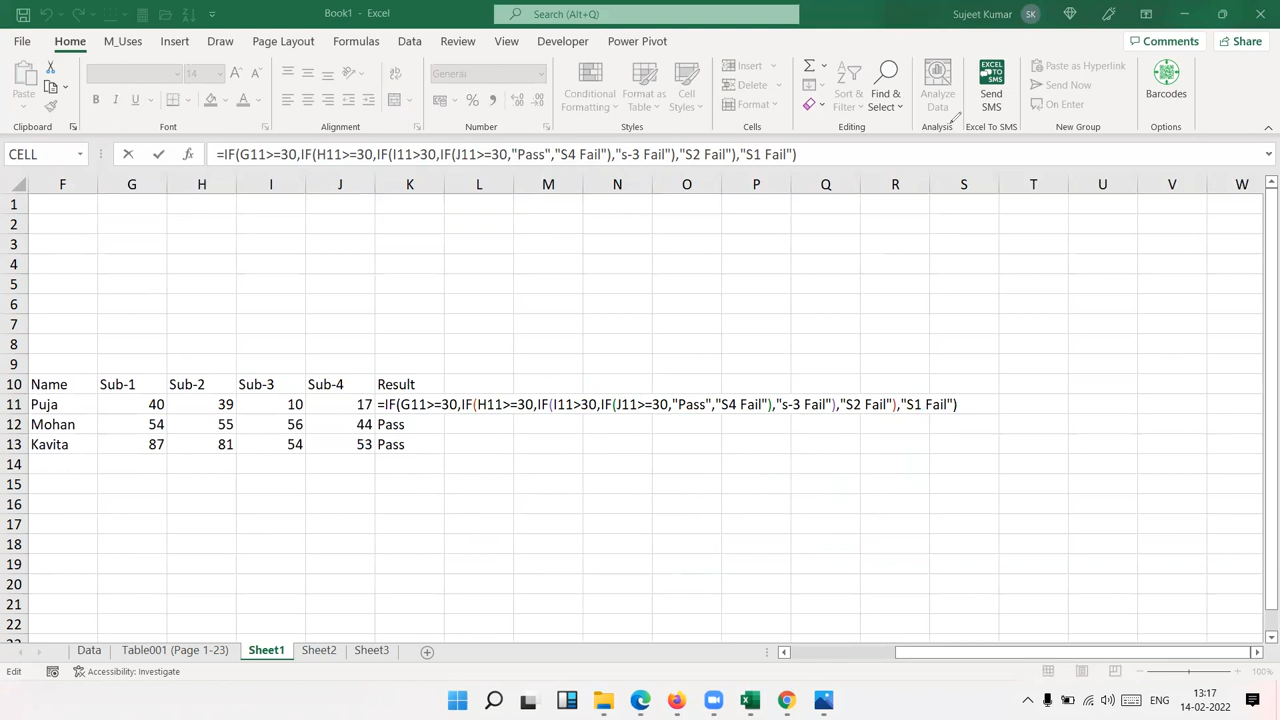 Book1 - Excel
Search (Alt+Q)
Sujeet Kumar
SK
File Home M_Uses Insert Draw Page Layout Formulas Data Review View Developer Help Power Pivot
Comments
Share
Paste
Clipboard
14
Font
Alignment
General
Number
Conditional Formatting
Format as Table
Cell Styles
Styles
Insert
Delete
Format
Cells
Sort & Filter
Find & Select
Editing
Analyze Data
Analysis
Send SMS
EXCEL TO SMS
Excel To SMS
Paste as Hyperlink
Send Now
On Enter
New Group
Barcodes
Options
CELL
=IF(G11>=30,IF(H11>=30,IF(I11>30,IF(J11>=30,"Pass","S4 Fail"),"s-3 Fail"),"S2 Fail"),"S1 Fail")
F G H I J K L M N O P Q R S T U V W
1
2
3
4
5
6
7
8
9
10 Name Sub-1 Sub-2 Sub-3 Sub-4 Result
11 Puja 40 39 10 17 =IF(G11>=30,IF(H11>=30,IF(I11>30,IF(J11>=30,"Pass","S4 Fail"),"s-3 Fail"),"S2 Fail"),"S1 Fail")
12 Mohan 54 55 56 44 Pass
13 Kavita 87 81 54 53 Pass
14
15
16
17
18
19
20
21
22
Data Table001 (Page 1-23) Sheet1 Sheet2 Sheet3
Edit
Accessibility: Investigate
100%
ENG
13:17
14-02-2022